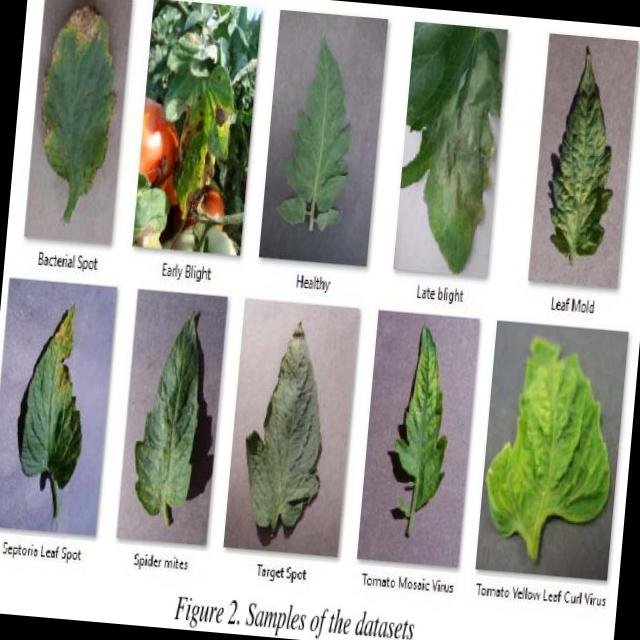 Bacterial Spot
Early Blight
Healthy
Late blight
Leaf Mold
Septoria Leaf Spot
Spider mites
Target Spot
Tomato Mosaic Virus
Tomato Yellow Leaf Curl Virus
Figure 2. Samples of the datasets